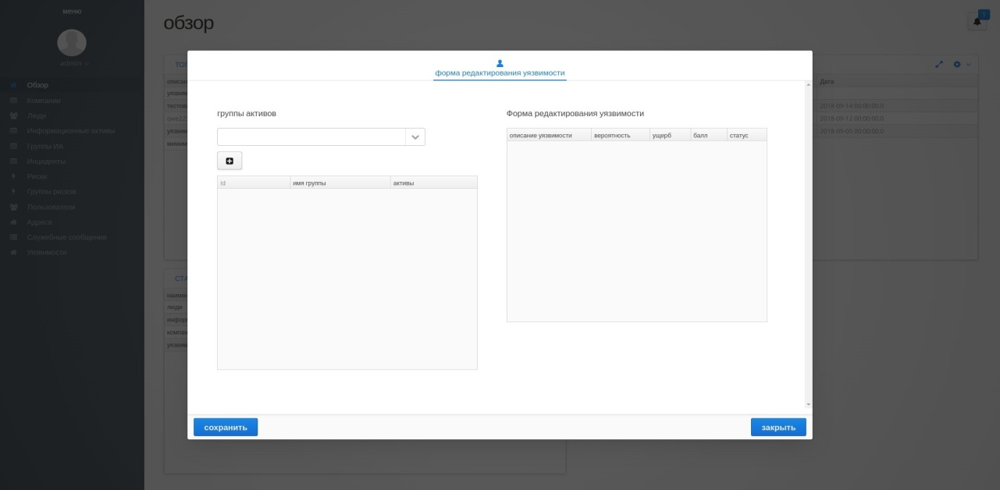 меню
admin
Обзор
Компании
Люди
Информационные активы
Группы ИА
Инциденты
Риски
Группы рисков
Пользователи
Адреса
Служебные сообщения
Уязвимости
обзор
1
форма редактирования уязвимости
группы активов
id имя группы активы
Форма редактирования уязвимости
описание уязвимости вероятность ущерб балл статус
Дата
2018-09-14 00:00:00.0
2018-09-12 00:00:00.0
2018-09-05 00:00:00.0
люди
сохранить
закрыть